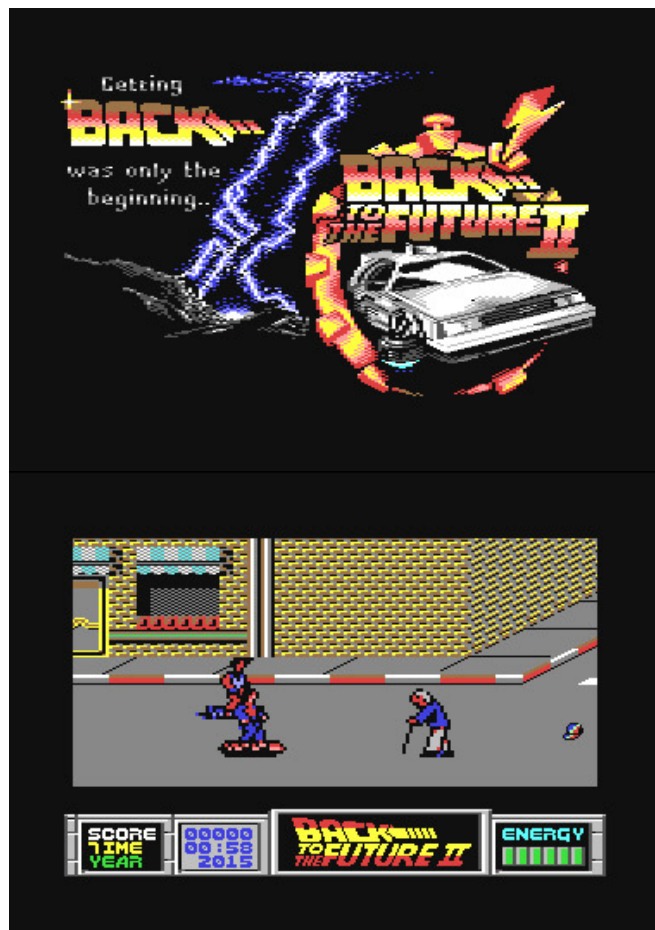 Getting
BACK
was only the
beginning..
BACK
TO
THE FUTURE II
SCORE 00000
TIME 00:58
YEAR 2015
BACK
TO
THE FUTURE II
ENERGY